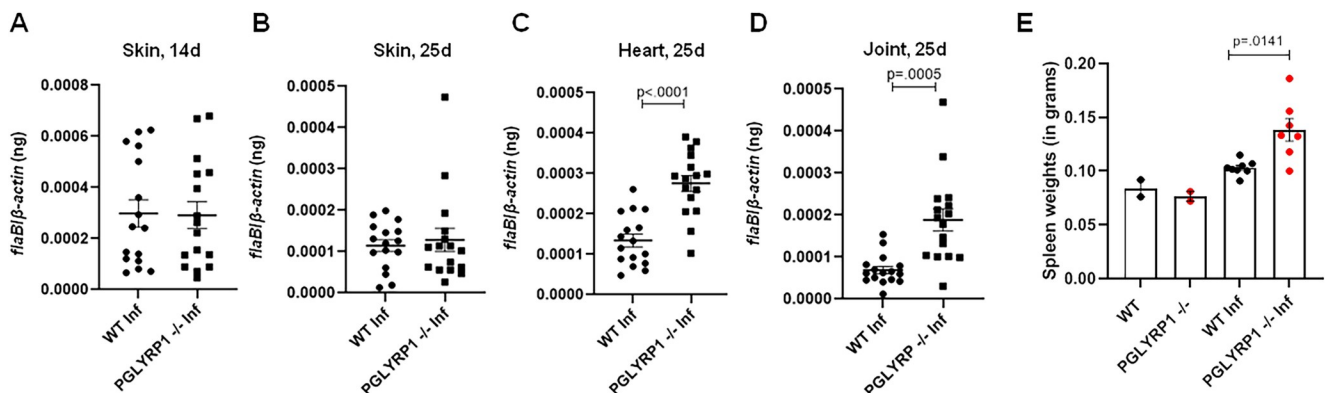 A
Skin, 14d
flaB/β-actin (ng)
0.0008
0.0006
0.0004
0.0002
0.0000
WT Inf
PGLYRP1 -/- Inf
B
Skin, 25d
flaB/β-actin (ng)
0.0005
0.0004
0.0003
0.0002
0.0001
0.0000
WT Inf
PGLYRP1 -/- Inf
C
Heart, 25d
p<.0001
flaB/β-actin (ng)
0.0005
0.0004
0.0003
0.0002
0.0001
0.0000
WT Inf
PGLYRP1 -/- Inf
D
Joint, 25d
p=.0005
flaB/β-actin (ng)
0.0005
0.0004
0.0003
0.0002
0.0001
0.0000
WT Inf
PGLYRP -/- Inf
E
p=.0141
Spleen weights (in grams)
0.20
0.15
0.10
0.05
0.00
WT
PGLYRP1 -/-
WT Inf
PGLYRP1 -/- Inf